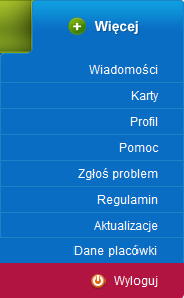 Więcej
Wiadomości
Karty
Profil
Pomoc
Zgłoś problem
Regulamin
Aktualizacje
Dane placówki
Wyloguj